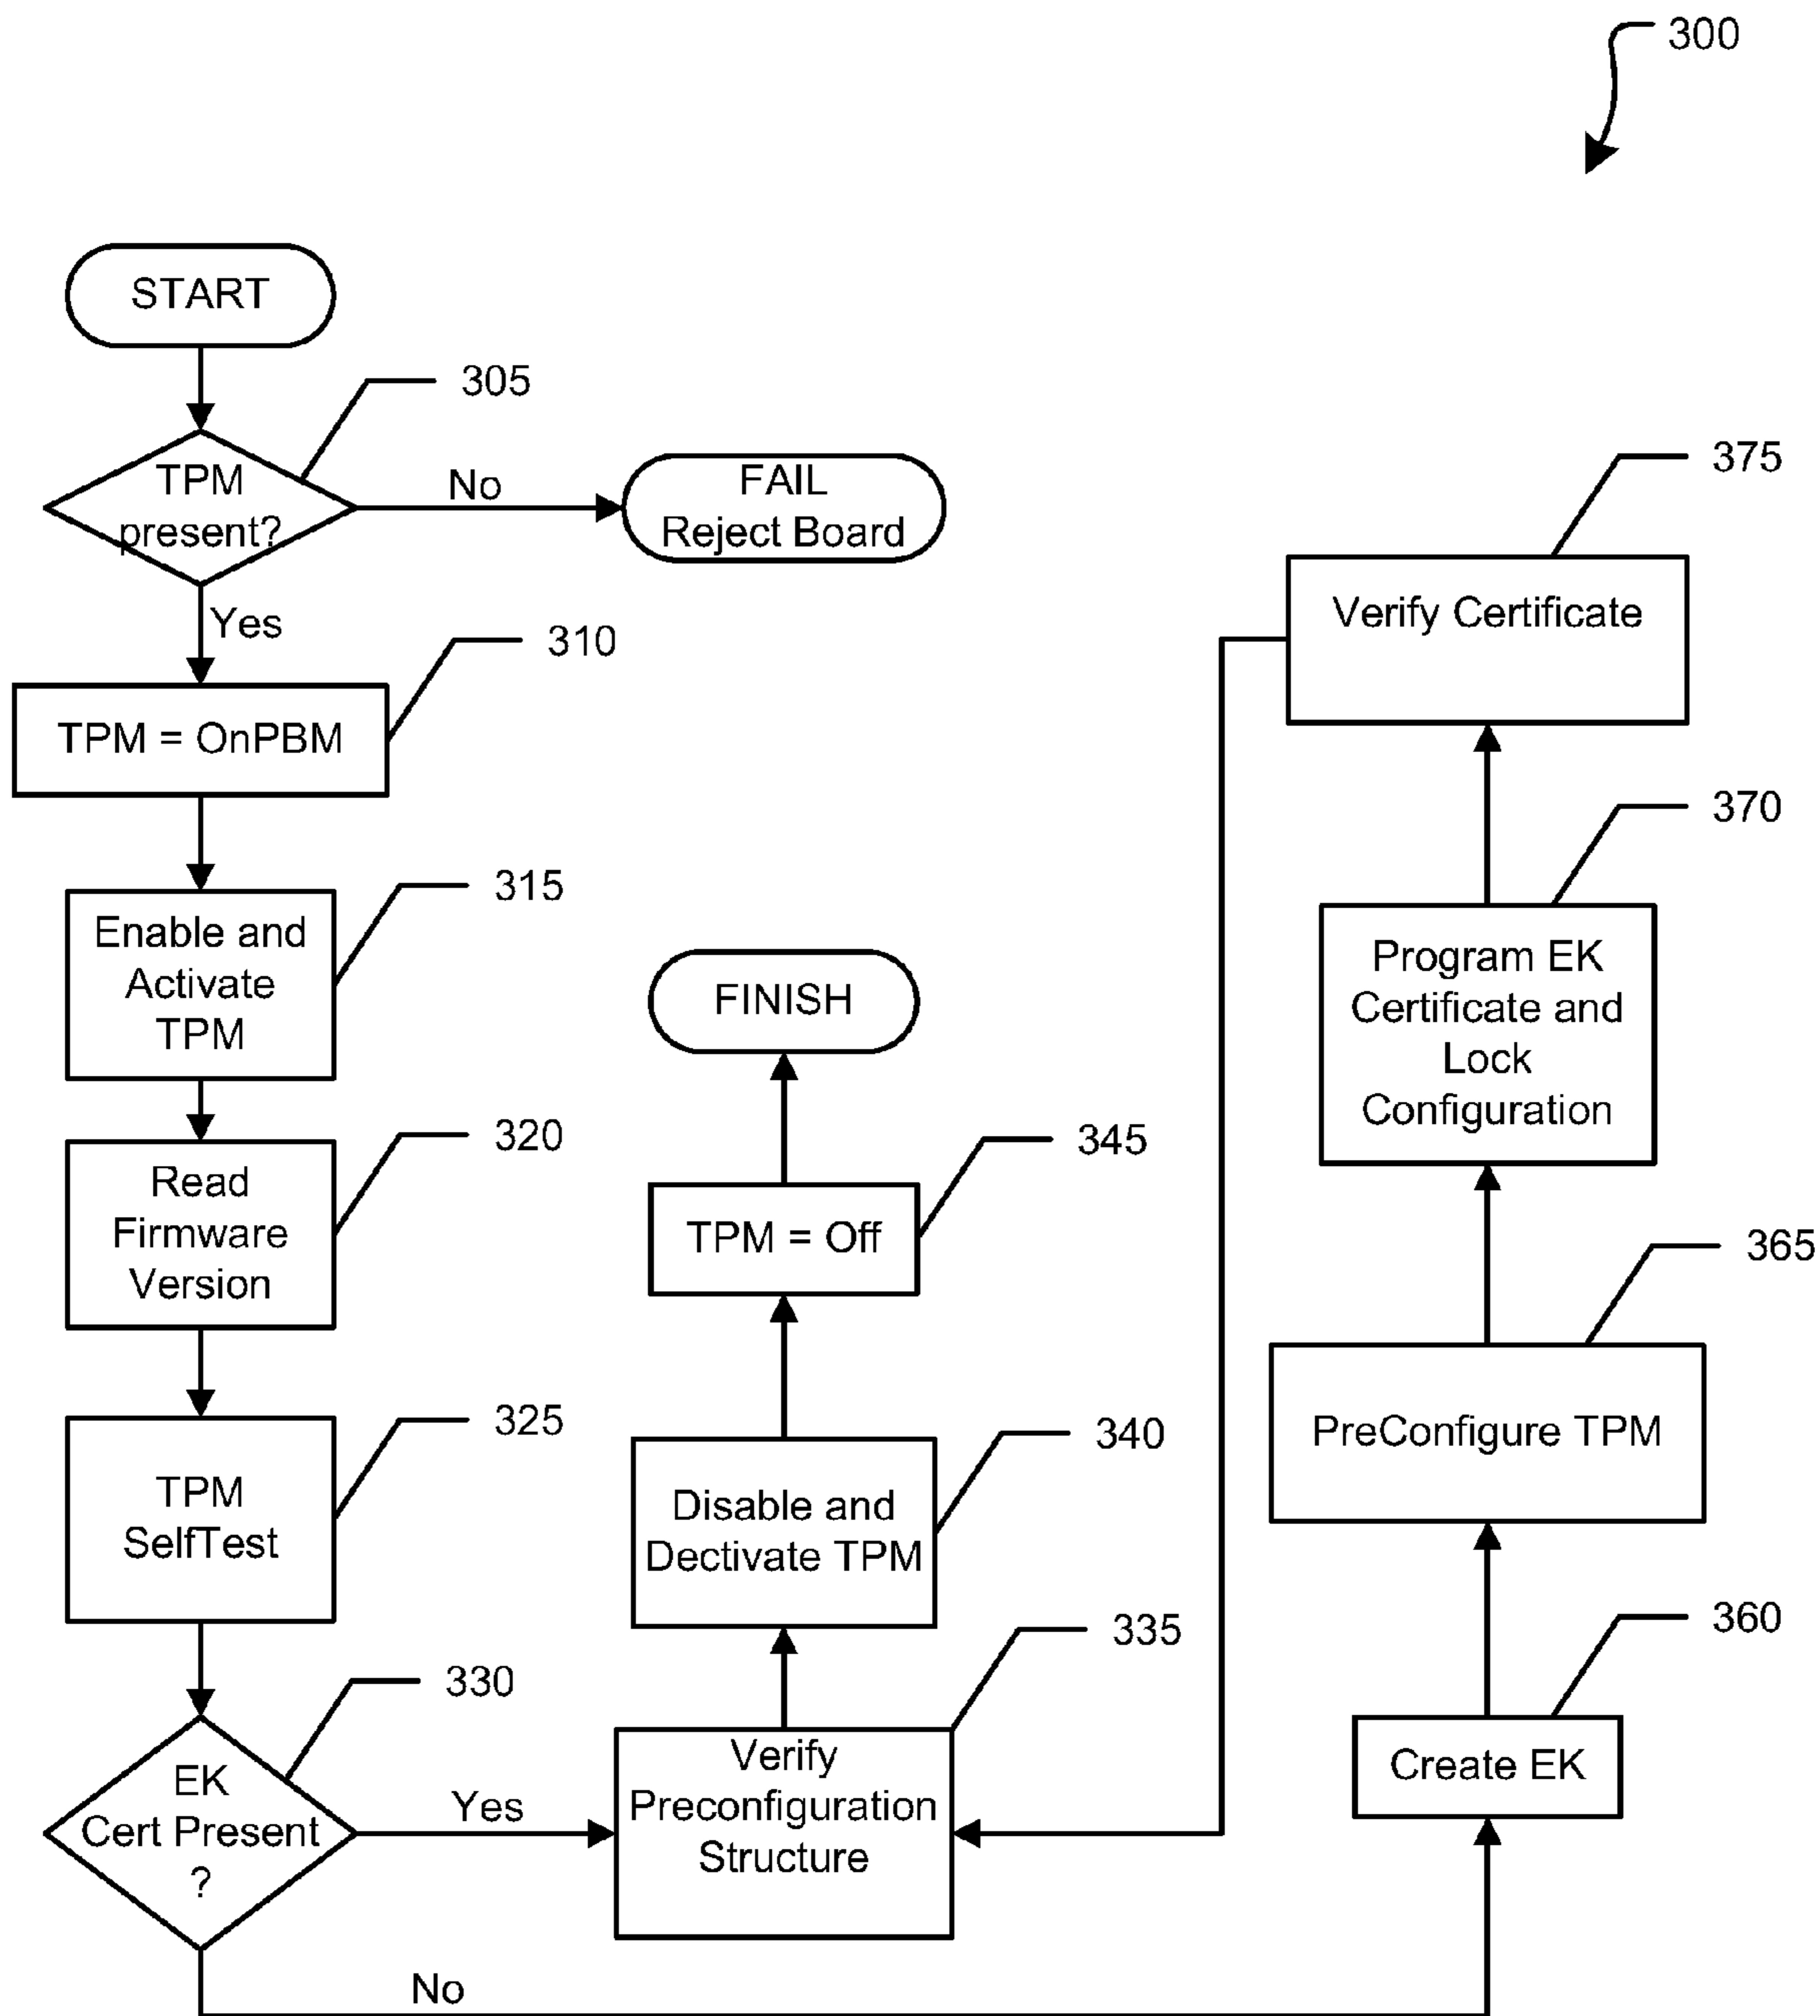 300
START
305
TPM
present?
No
FAIL
Reject Board
Yes
310
TPM = OnPBM
315
Enable and
Activate
TPM
320
Read
Firmware
Version
325
TPM
SelfTest
330
EK
Cert Present
?
Yes
No
335
Verify
Preconfiguration
Structure
340
Disable and
Dectivate TPM
345
TPM = Off
FINISH
360
Create EK
365
PreConfigure TPM
370
Program EK
Certificate and
Lock
Configuration
375
Verify Certificate